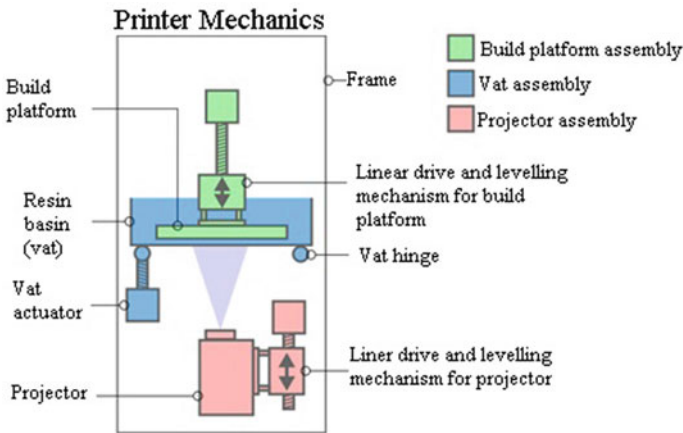 Printer Mechanics
Build
platform
Frame
Build platform assembly
Vat assembly
Projector assembly
Linear drive and levelling
mechanism for build
platform
Resin
basin
(vat)
Vat hinge
Vat
actuator
Projector
Liner drive and levelling
mechanism for projector